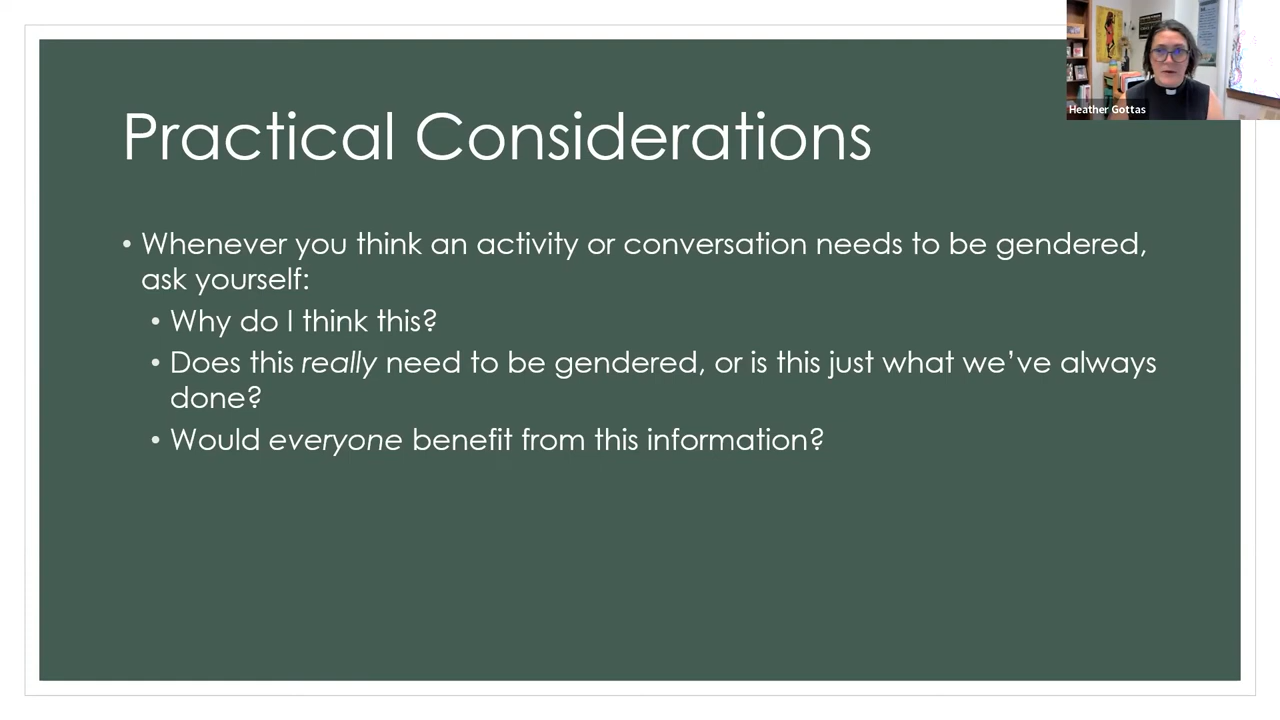 Practical Considerations
• Whenever you think an activity or conversation needs to be gendered,
ask yourself:
• Why do I think this?
• Does this really need to be gendered, or is this just what we’ve always
done?
• Would everyone benefit from this information?
Heather Gottas